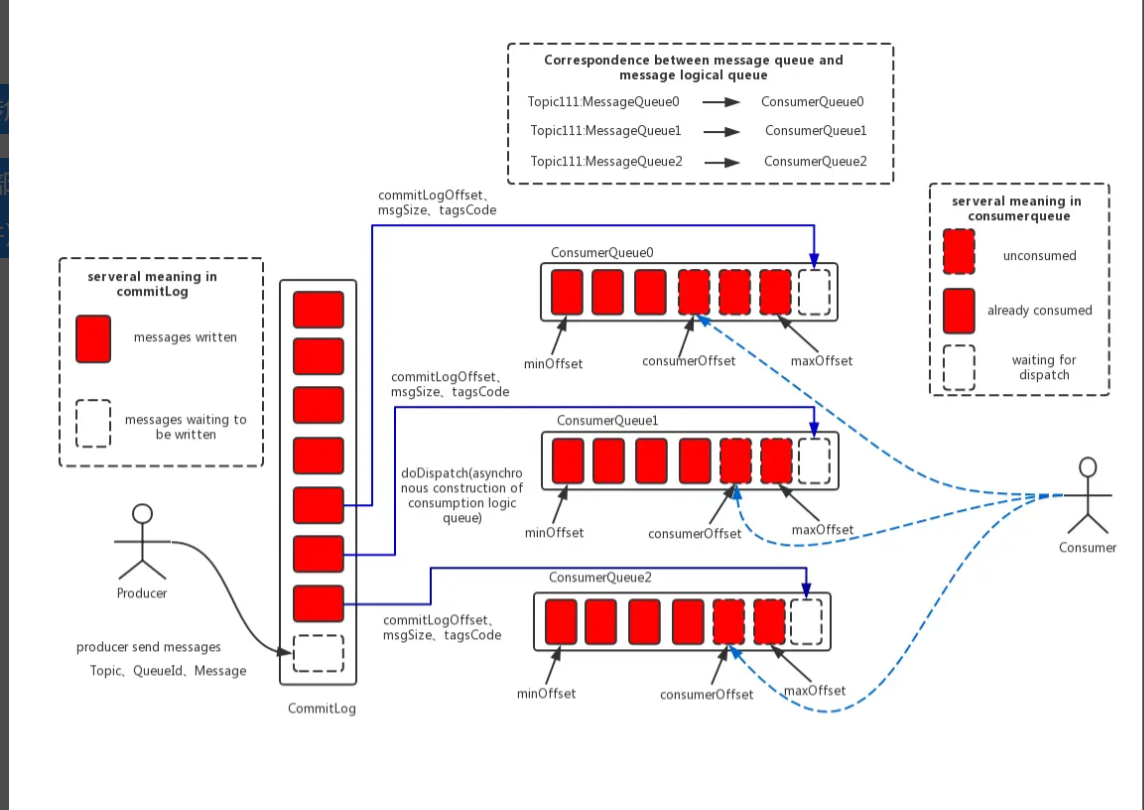 Correspondence between message queue and
message logical queue
Topic111:MessageQueue0 ConsumerQueue0
Topic111:MessageQueue1 ConsumerQueue1
Topic111:MessageQueue2 ConsumerQueue2
commitLogOffset、
msgSize、tagsCode
serveral meaning in
consumerqueue
unconsumed
already consumed
waiting for
dispatch
serveral meaning in
commitLog
messages written
messages waiting to
be written
ConsumerQueue0
minOffset
consumerOffset
maxOffset
commitLogOffset、
msgSize、tagsCode
ConsumerQueue1
doDispatch(asynchro
nous construction of
consumption logic
queue)
minOffset
consumerOffset
maxOffset
Consumer
Producer
ConsumerQueue2
commitLogOffset、
msgSize、tagsCode
producer send messages
Topic、QueueId、Message
minOffset
consumerOffset
maxOffset
CommitLog